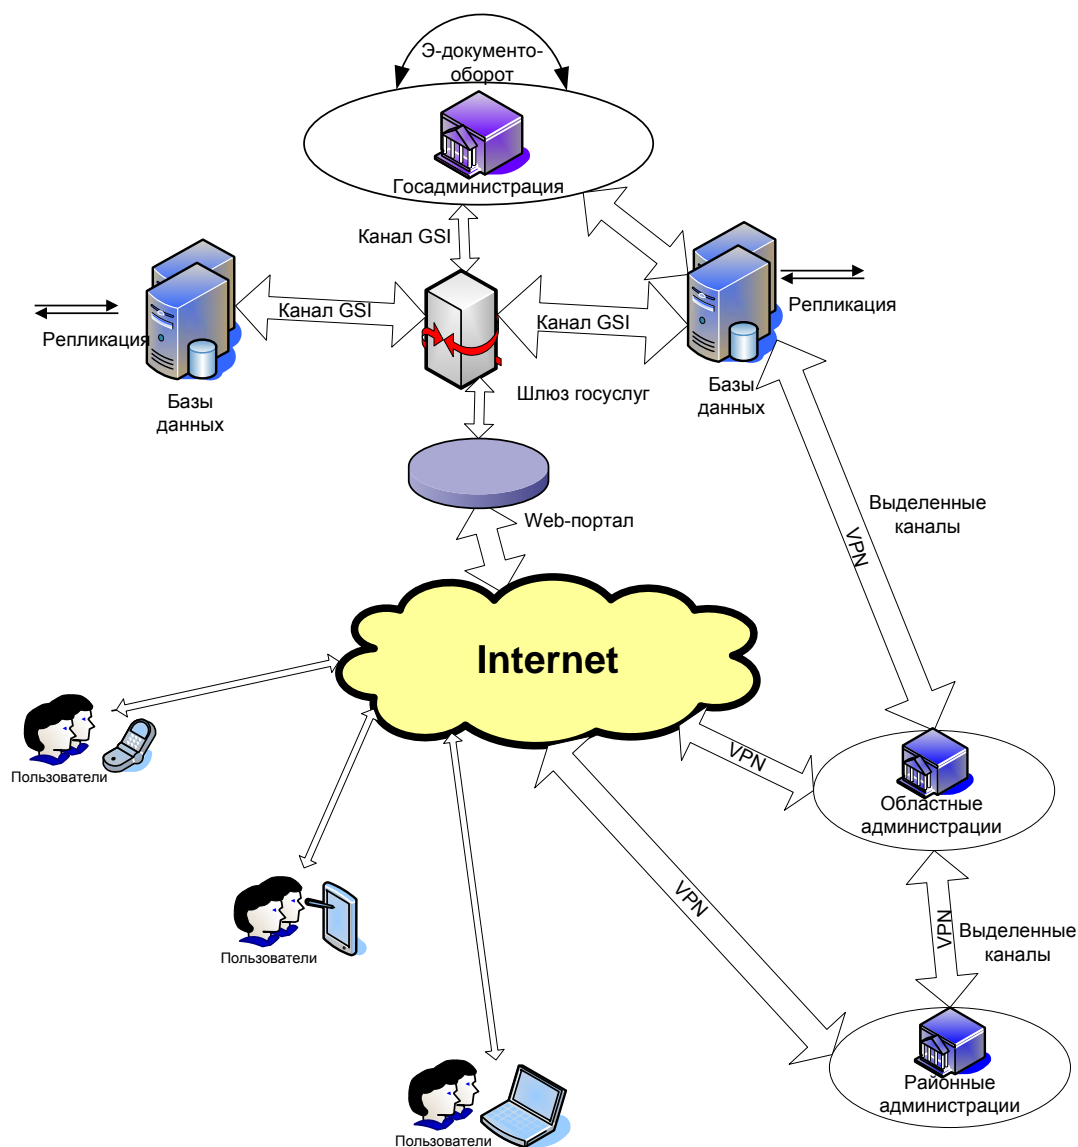 Э-документо-
оборот
Госадминистрация
Канал GSI
Репликация
Канал GSI
Канал GSI
Репликация
Базы
данных
Шлюз госуслуг
Базы
данных
Web-портал
Выделенные
каналы
VPN
Internet
Пользователи
VPN
Областные
администрации
VPN
Пользователи
VPN
Выделенные
каналы
Районные
администрации
Пользователи